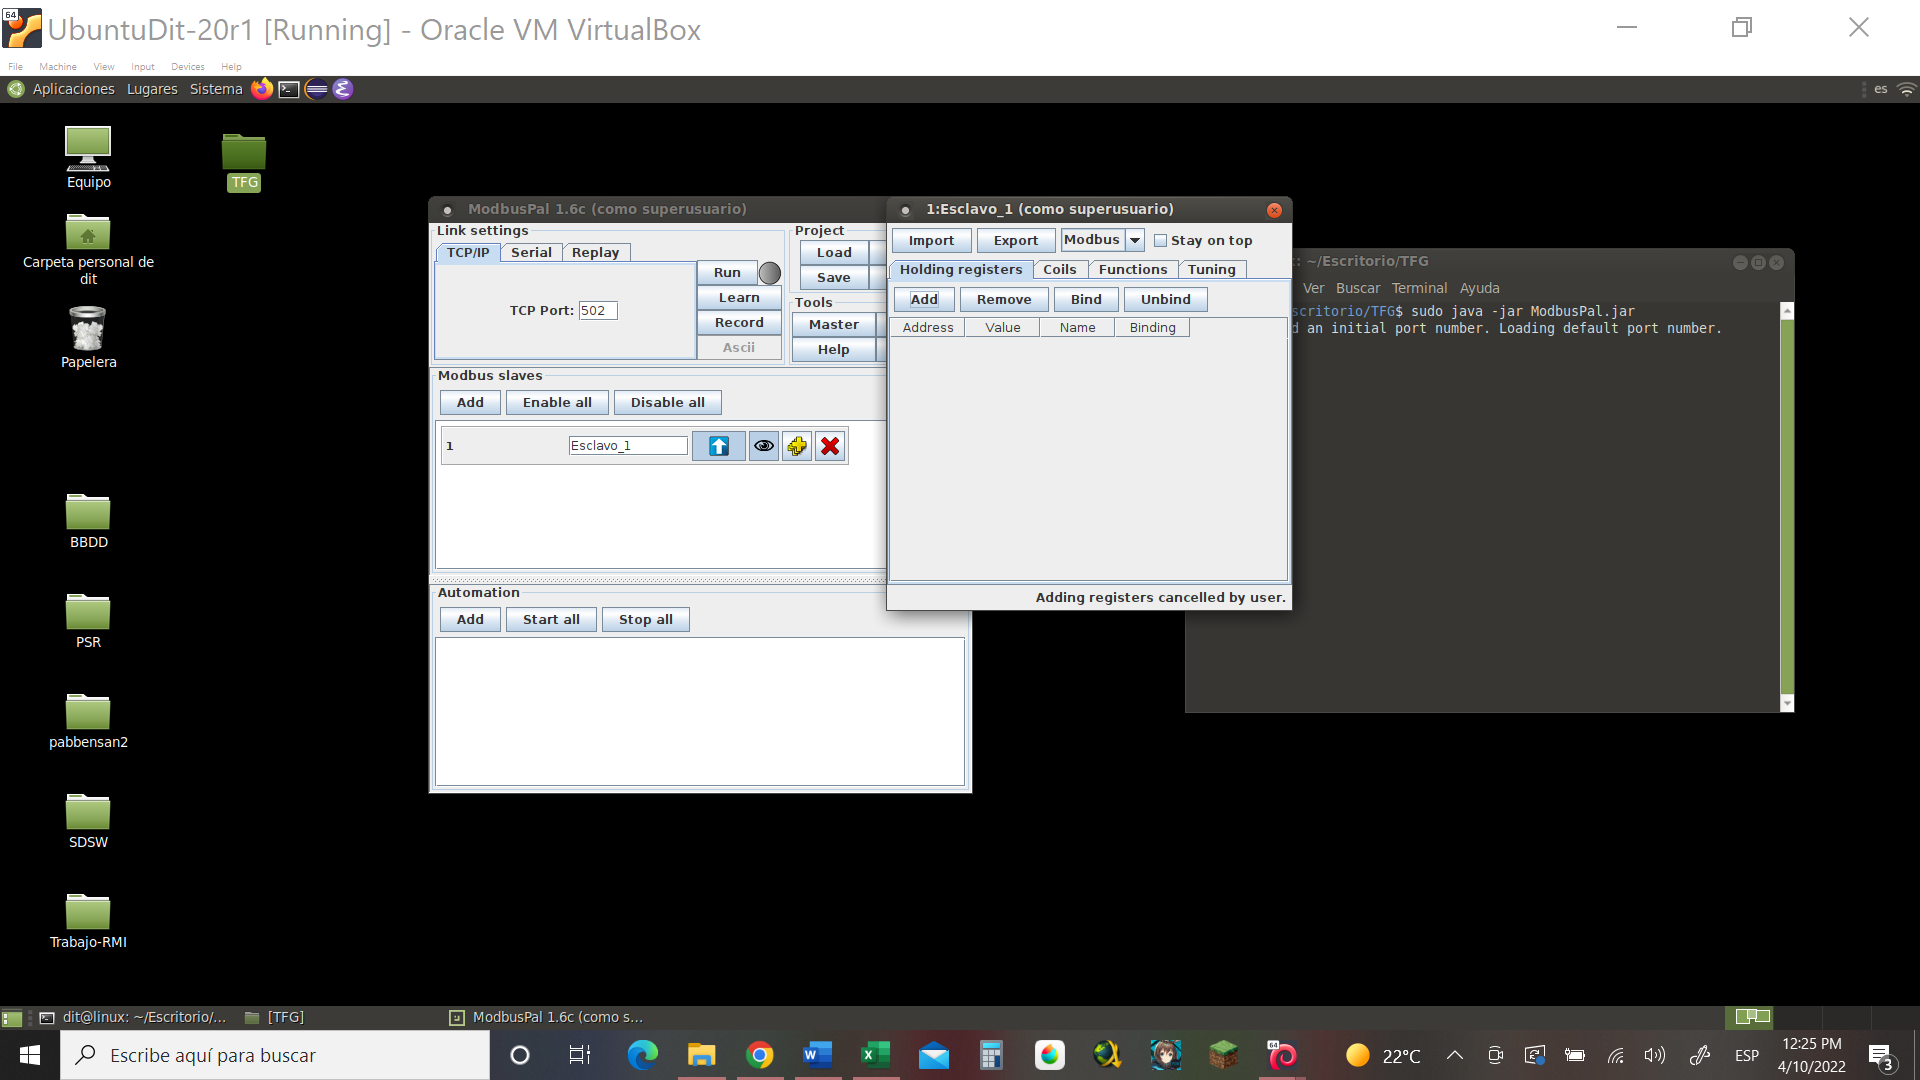 64
UbuntuDit-20r1 [Running] - Oracle VM VirtualBox
File Machine View Input Devices Help
Aplicaciones Lugares Sistema
es
Equipo
TFG
Carpeta personal de
dit
Papelera
BBDD
PSR
pabbensan2
SDSW
Trabajo-RMI
ModbusPal 1.6c (como superusuario)
Link settings
TCP/IP Serial Replay
TCP Port: 502
Run
Learn
Record
Ascii
Project
Load
Save
Tools
Master
Help
Modbus slaves
Add Enable all Disable all
1 Esclavo_1
Automation
Add Start all Stop all
1:Esclavo_1 (como superusuario)
Import Export Modbus Stay on top
Holding registers Coils Functions Tuning
Add Remove Bind Unbind
Address Value Name Binding
Adding registers cancelled by user.
: ~/Escritorio/TFG
Ver Buscar Terminal Ayuda
scritorio/TFG$ sudo java -jar ModbusPal.jar
d an initial port number. Loading default port number.
dit@linux: ~/Escritorio/...
[TFG]
ModbusPal 1.6c (como s...
Escribe aquí para buscar
64
22°C
ESP
12:25 PM
4/10/2022
3